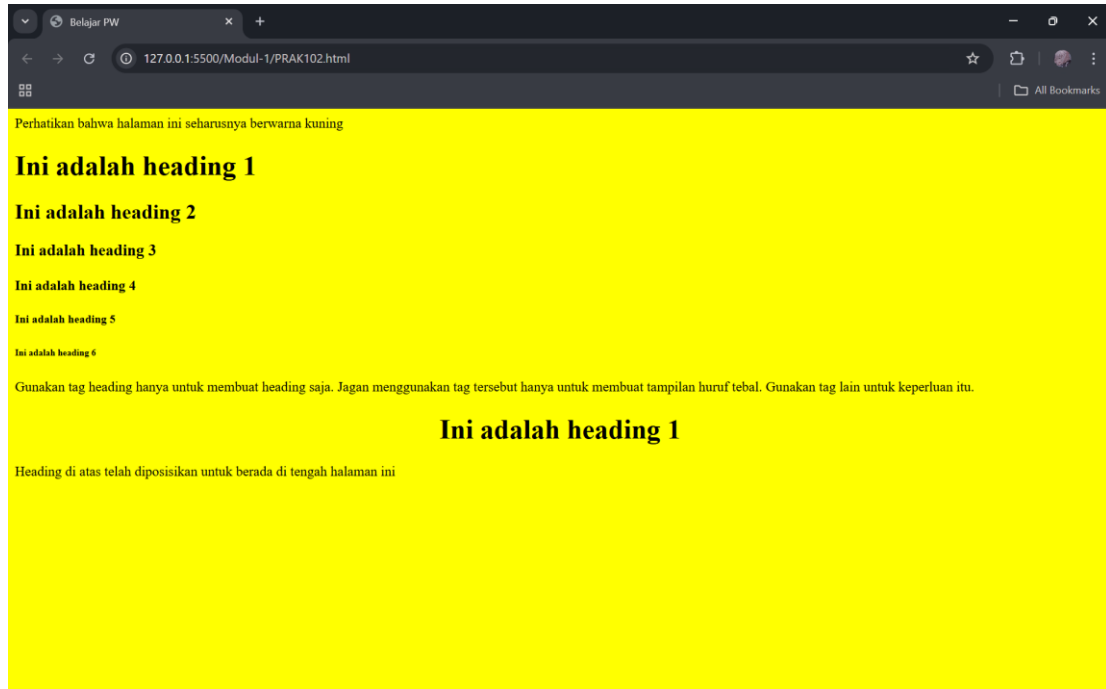 Belajar PW
127.0.0.1:5500/Modul-1/PRAK102.html
All Bookmarks
Perhatikan bahwa halaman ini seharusnya berwarna kuning
Ini adalah heading 1
Ini adalah heading 2
Ini adalah heading 3
Ini adalah heading 4
Ini adalah heading 5
Ini adalah heading 6
Gunakan tag heading hanya untuk membuat heading saja. Jagan menggunakan tag tersebut hanya untuk membuat tampilan huruf tebal. Gunakan tag lain untuk keperluan itu.
Ini adalah heading 1
Heading di atas telah diposisikan untuk berada di tengah halaman ini